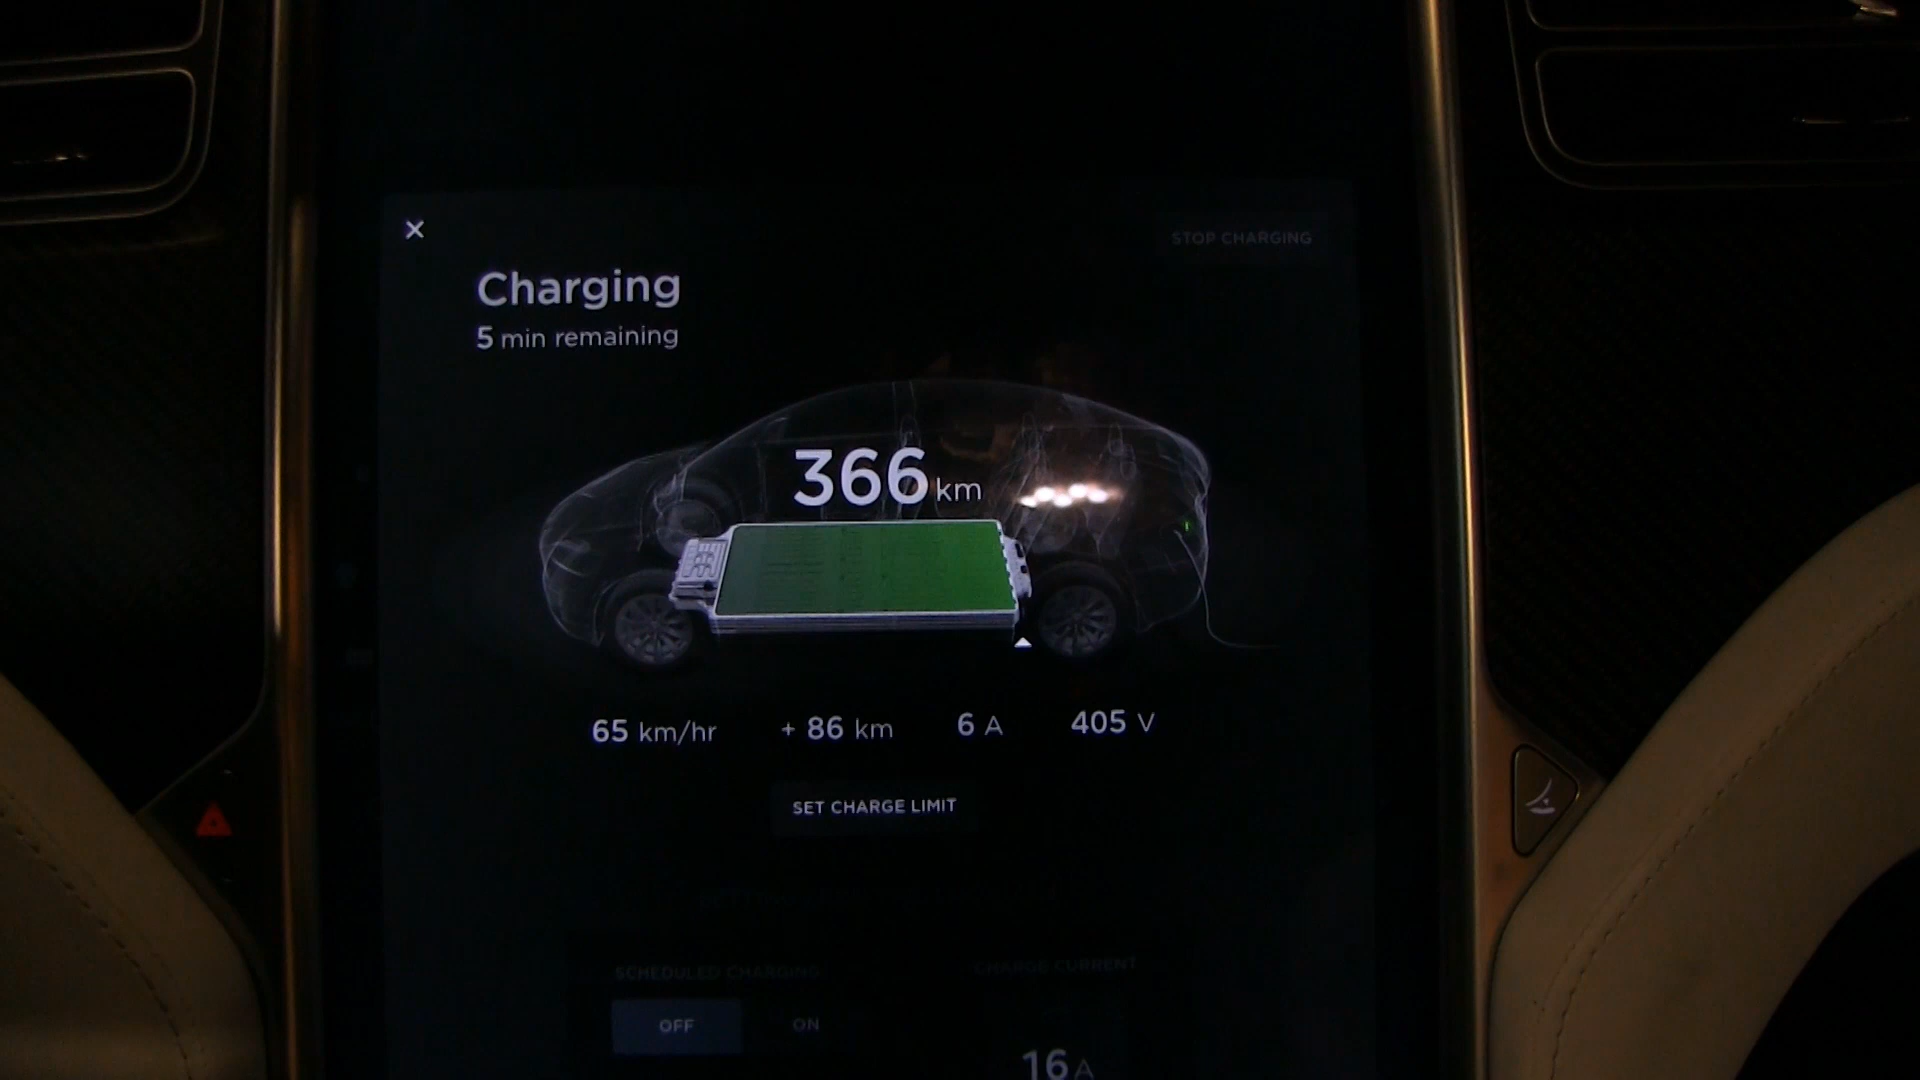 STOP CHARGING
Charging
5 min remaining
366 km
65 km/hr + 86 km 6 A 405 V
SET CHARGE LIMIT
SCHEDULED CHARGING CHARGE CURRENT
OFF ON
16 A